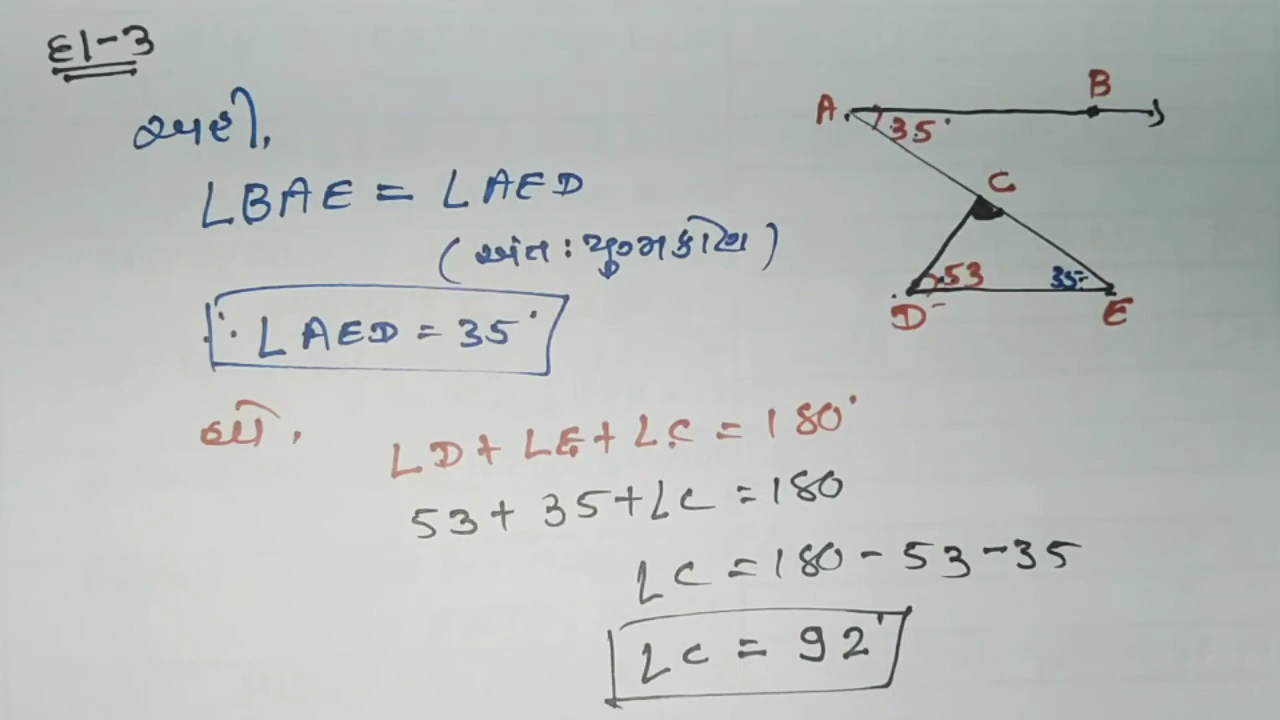 દા-3
અહીં,
∠BAE = ∠AED
(અંત: યુગ્મકોણ)
∴ ∠AED = 35°
હવે,
∠D + ∠E + ∠C = 180°
53 + 35 + ∠C = 180
∠C = 180 - 53 - 35
∠C = 92°
A
B
35°
C
53
35°
D
E